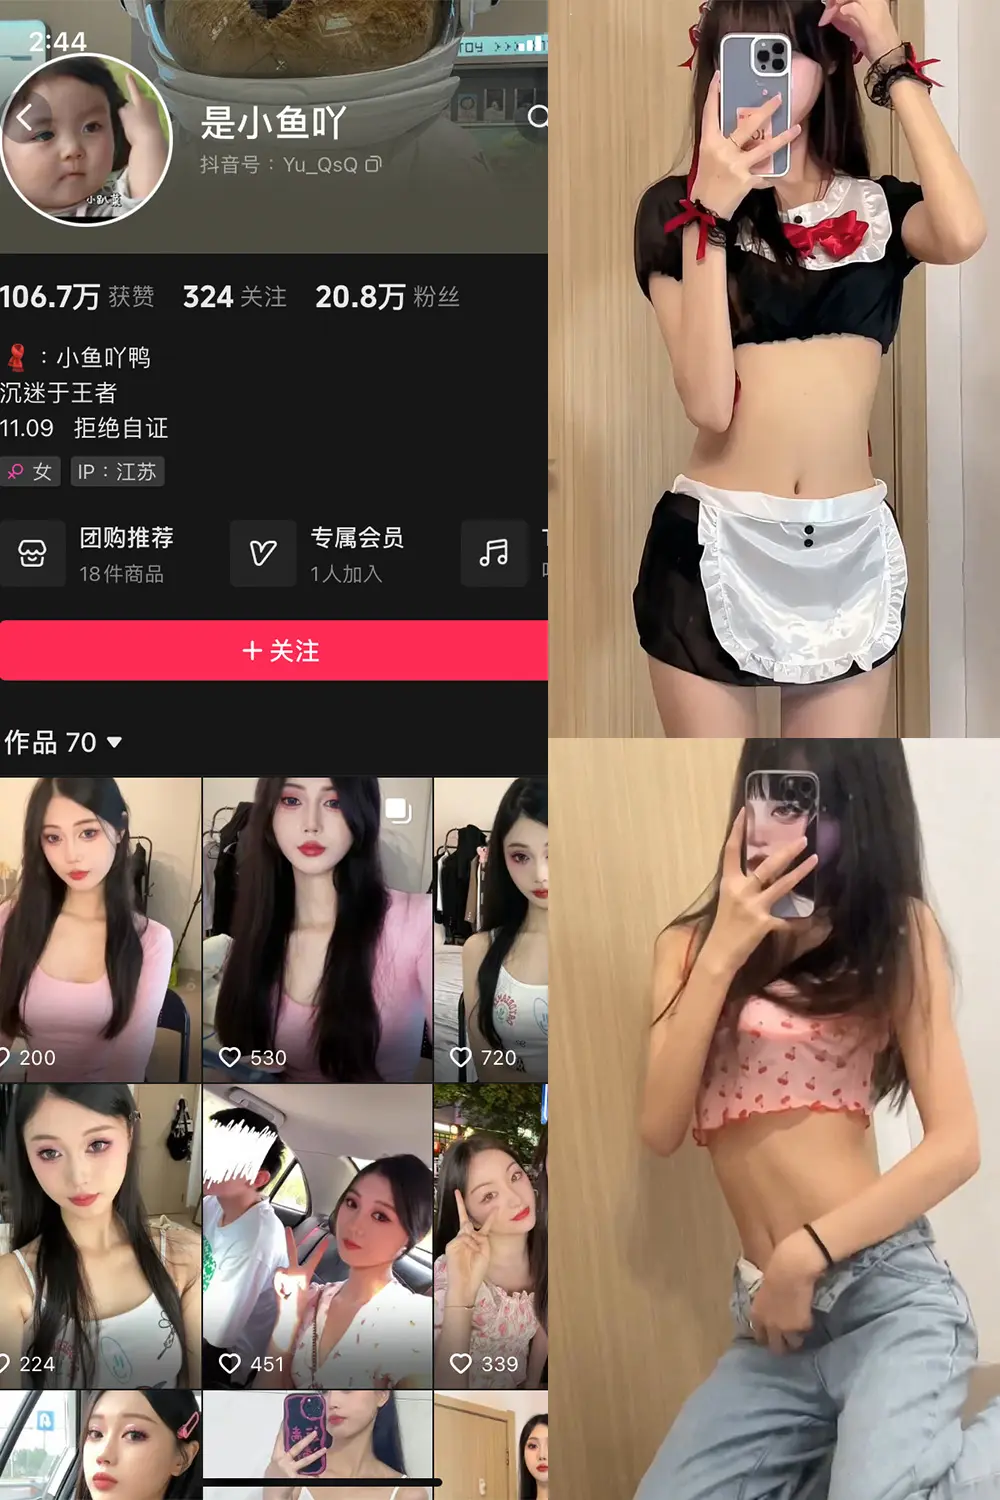 2:44
是小鱼吖
抖音号：Yu_QsQ
小趴菜
106.7万 获赞 324 关注 20.8万 粉丝
：小鱼吖鸭
沉迷于王者
11.09 拒绝自证
女 IP：江苏
团购推荐
18件商品
专属会员
1人加入
+ 关注
作品 70
200
530
720
224
451
339